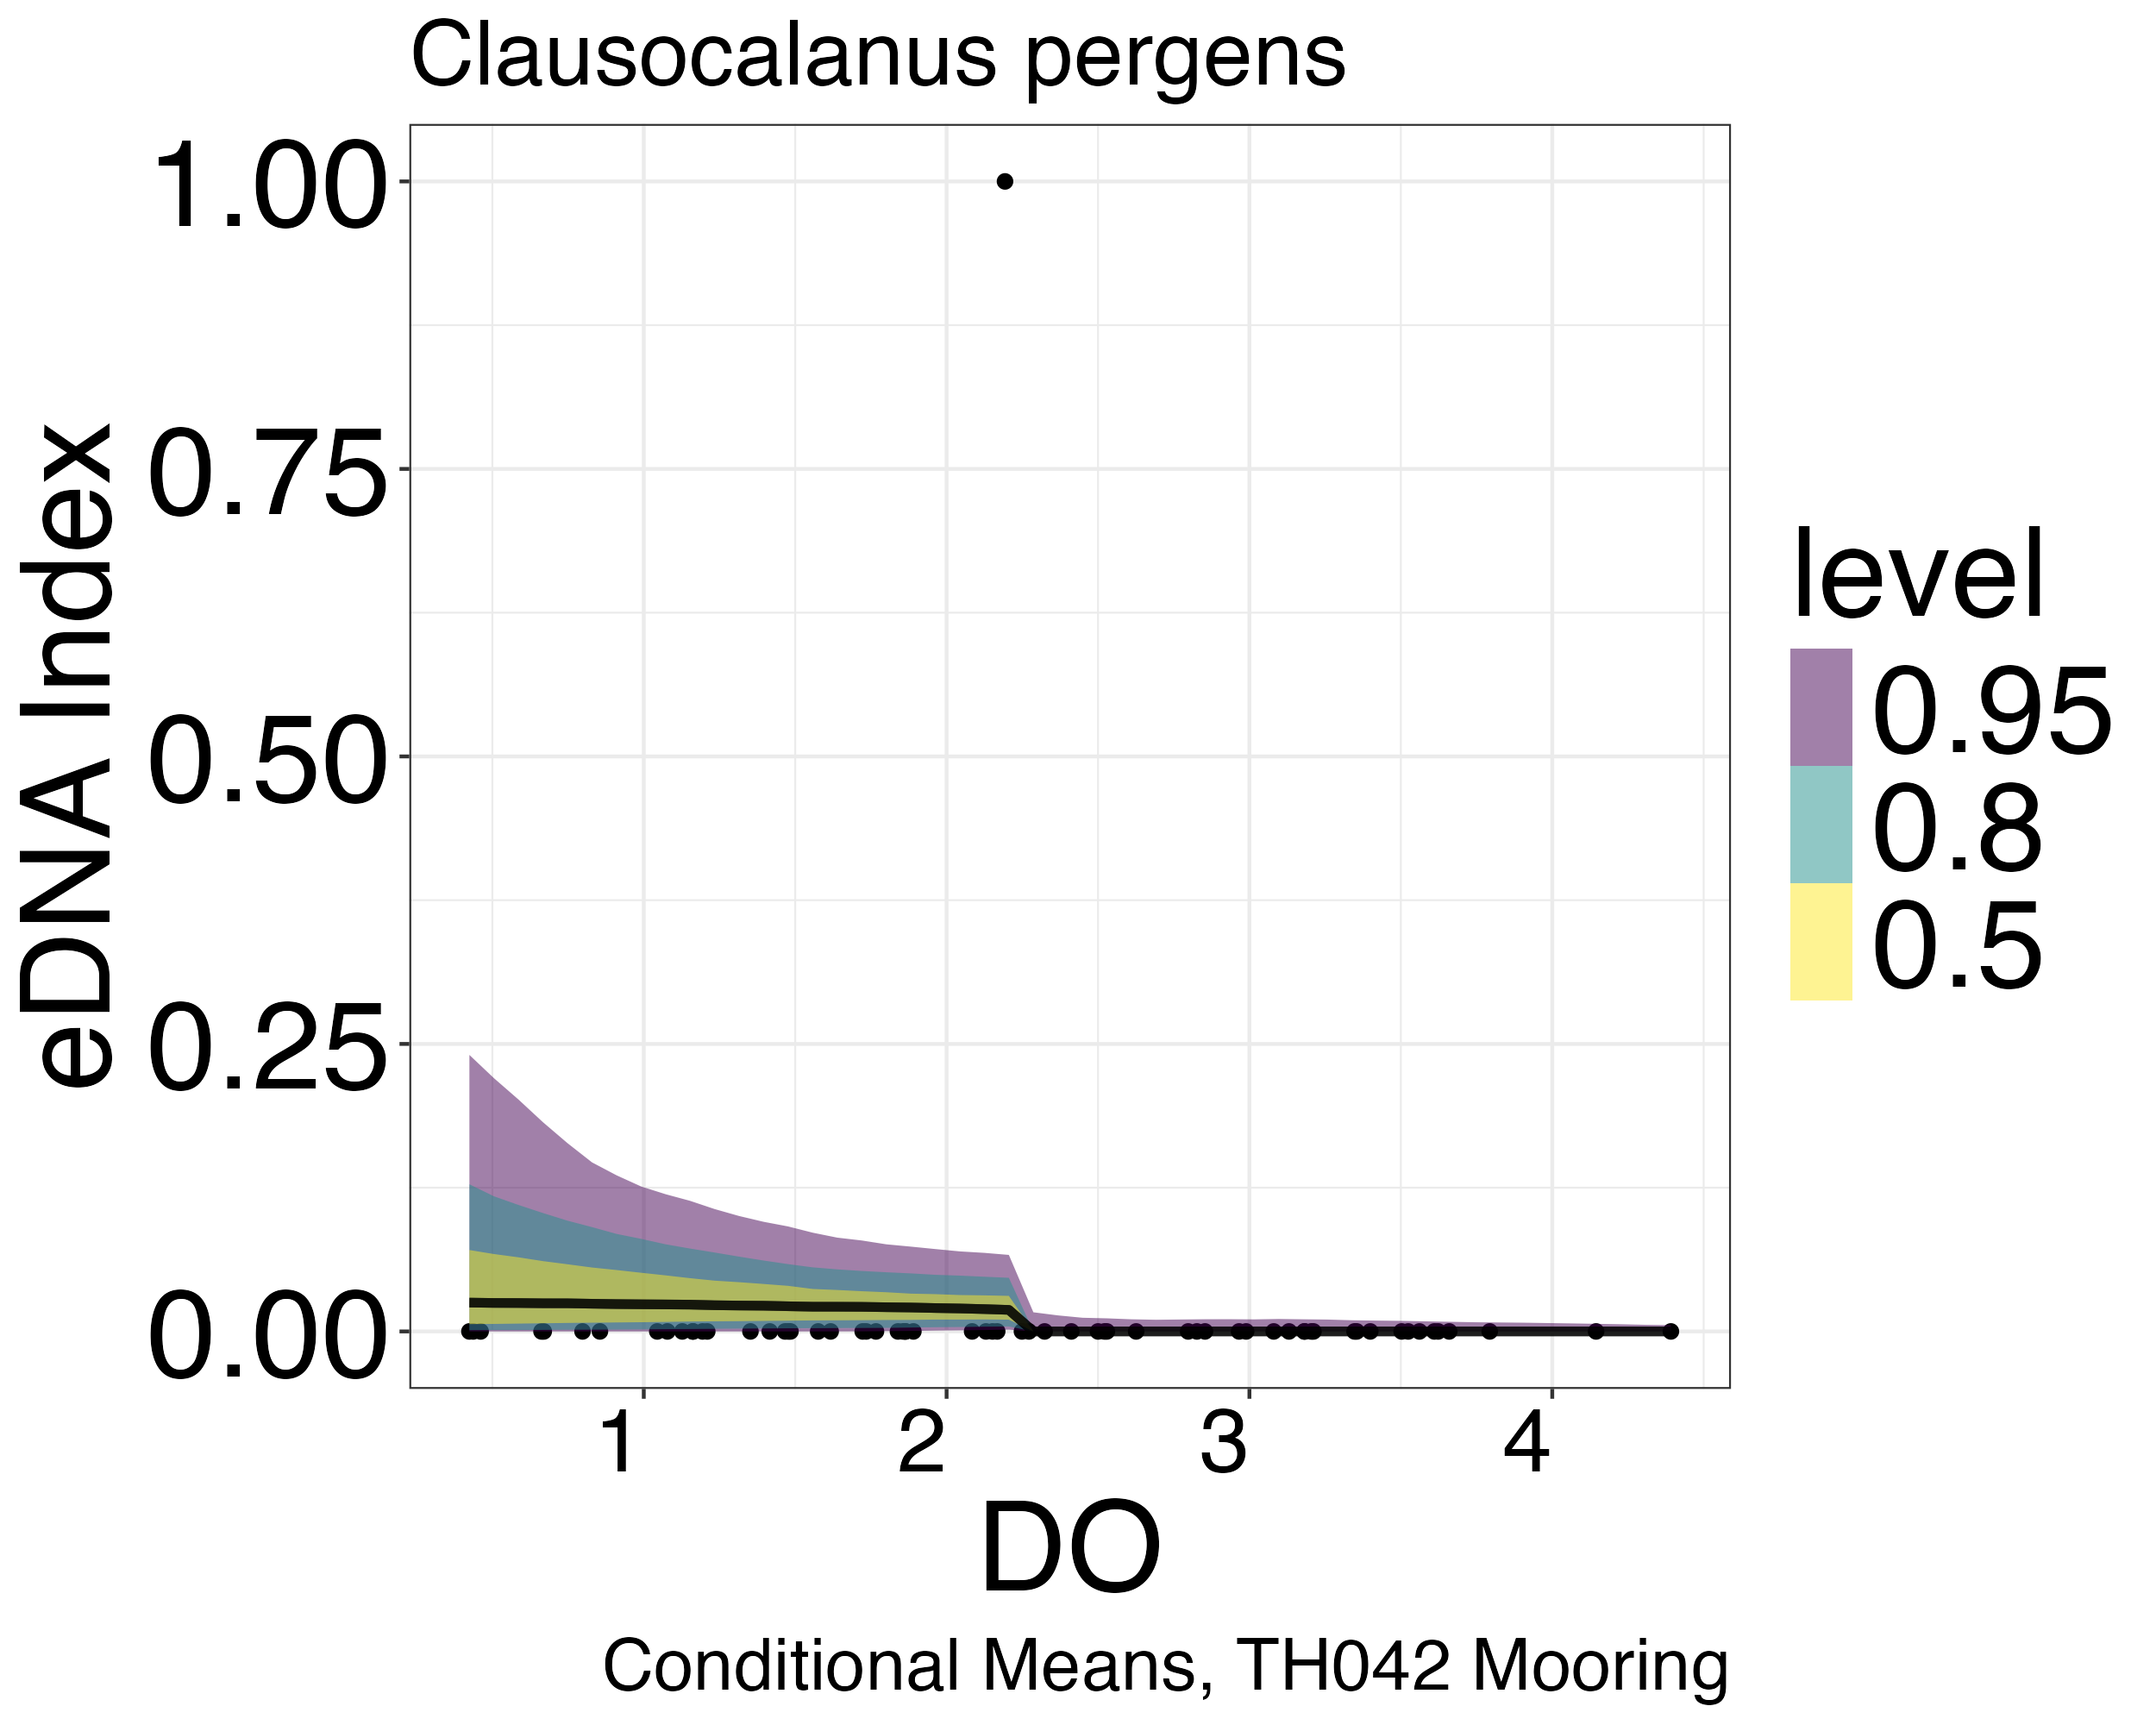 Clausocalanus pergens
1.00
0.75
0.50
0.25
0.00
eDNA Index
1 2 3 4
DO
Conditional Means, TH042 Mooring
level
0.95
0.8
0.5